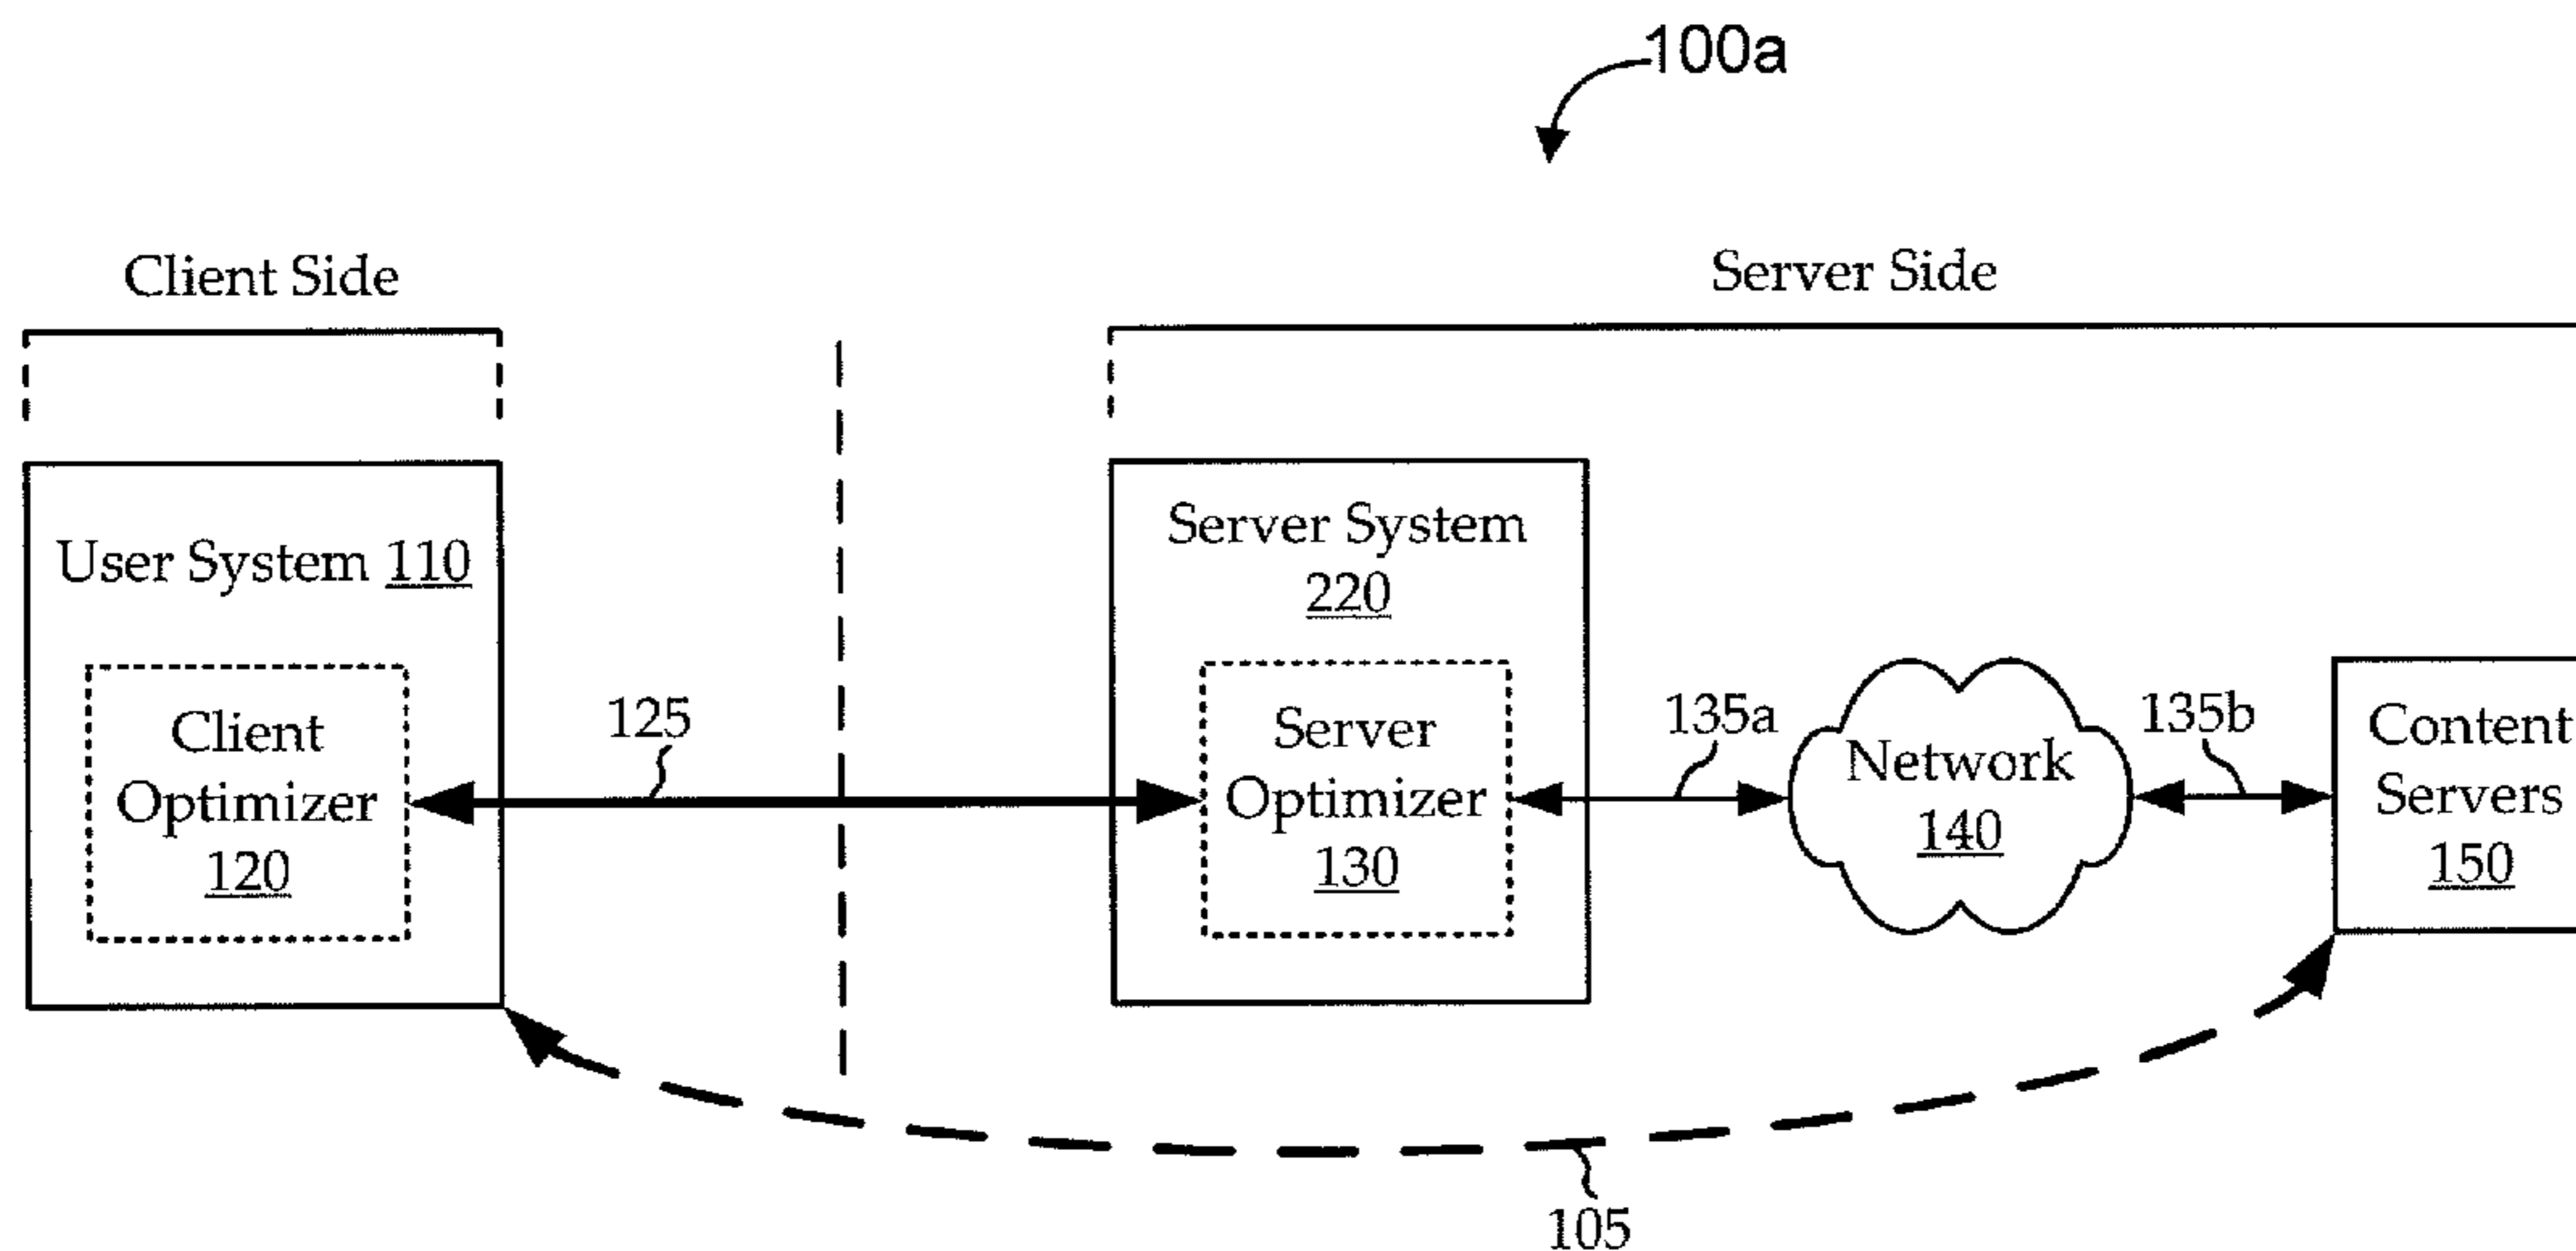 100a
Client Side
Server Side
User System 110
Client
Optimizer
120
125
Server System
220
Server
Optimizer
130
135a
Network
140
135b
Content
Servers
150
105